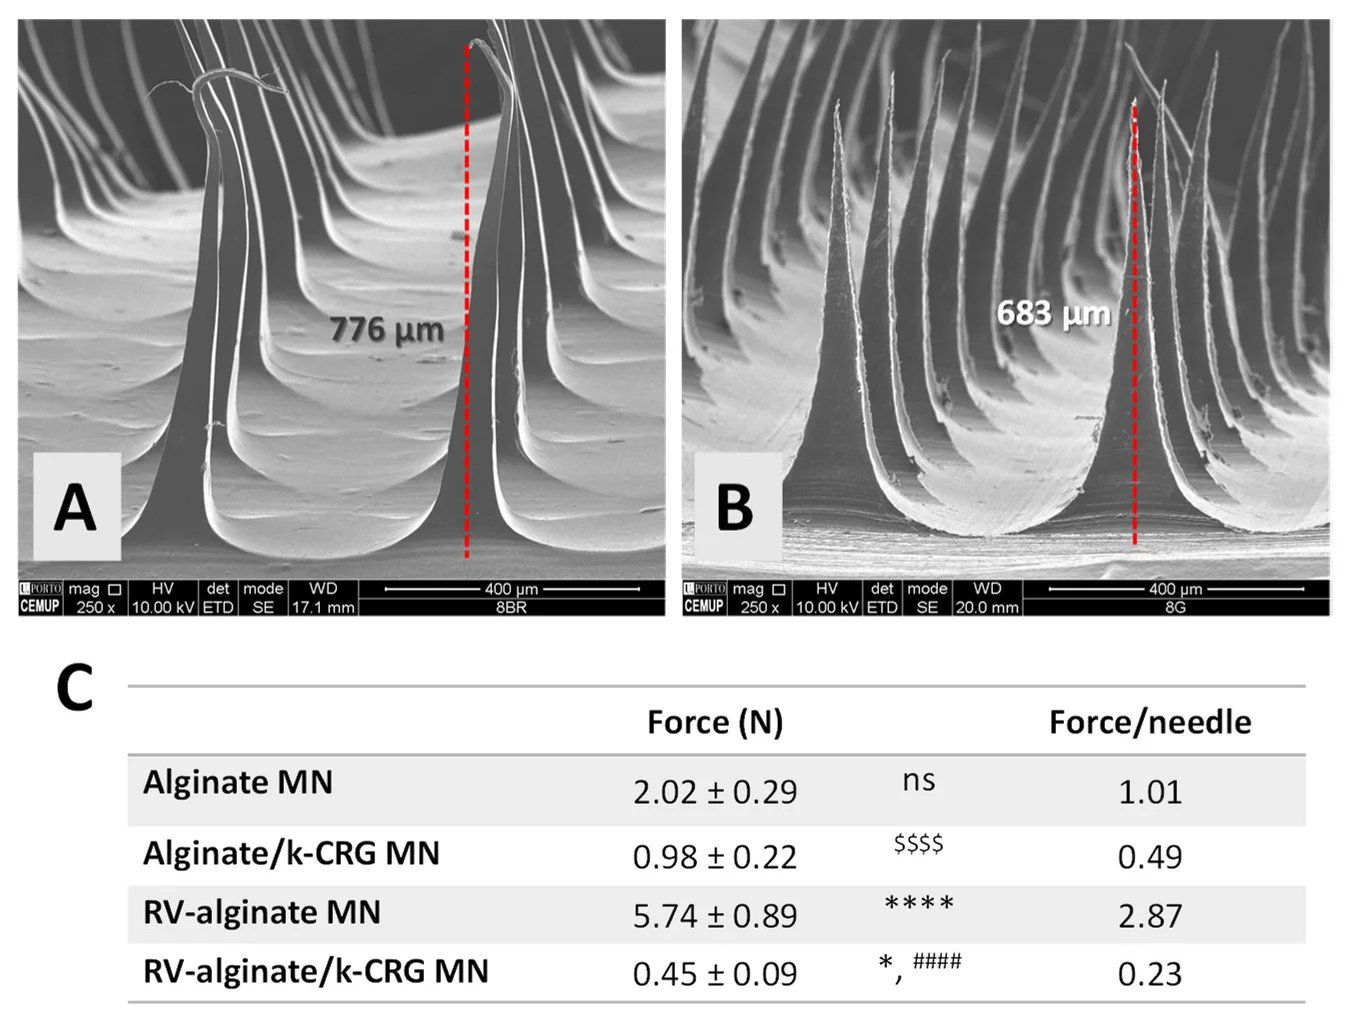 776 µm
A
U.PORTO
CEMUP
mag
250 x
HV
10.00 kV
det
ETD
mode
SE
WD
17.1 mm
400 µm
8BR
683 µm
B
U.PORTO
CEMUP
mag
250 x
HV
10.00 kV
det
ETD
mode
SE
WD
20.0 mm
400 µm
8G
C
Force (N) Force/needle
Alginate MN 2.02 ± 0.29 ns 1.01
Alginate/k-CRG MN 0.98 ± 0.22 $$$$ 0.49
RV-alginate MN 5.74 ± 0.89 **** 2.87
RV-alginate/k-CRG MN 0.45 ± 0.09 *, #### 0.23